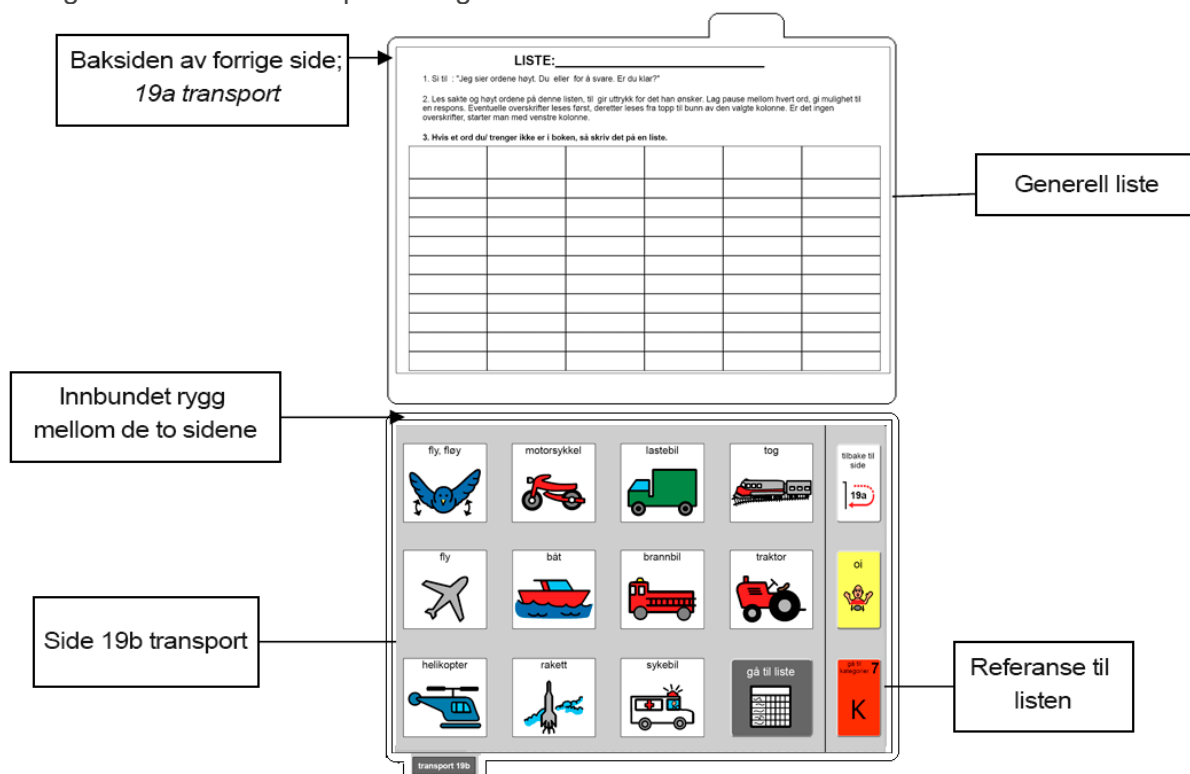 Baksiden av forrige side;
19a transport
LISTE:
1. Si til : "Jeg sier ordene høyt. Du eller for å svare. Er du klar?"
2. Les sakte og høyt ordene på denne listen, til gir uttrykk for det han ønsker. Lag pause mellom hvert ord, gi mulighet til
en respons. Eventuelle overskrifter leses først, deretter leses fra topp til bunn av den valgte kolonne. Er det ingen
overskrifter, starter man med venstre kolonne.
3. Hvis et ord du/ trenger ikke er i boken, så skriv det på en liste.
Generell liste
Innbundet rygg
mellom de to sidene
fly, fløy
motorsykkel
lastebil
tog
tilbake til
side
19a
fly
båt
brannbil
traktor
oi
Side 19b transport
helikopter
rakett
sykebil
gå til liste
gå til
kategorier 7
K
Referanse til
listen
transport 19b